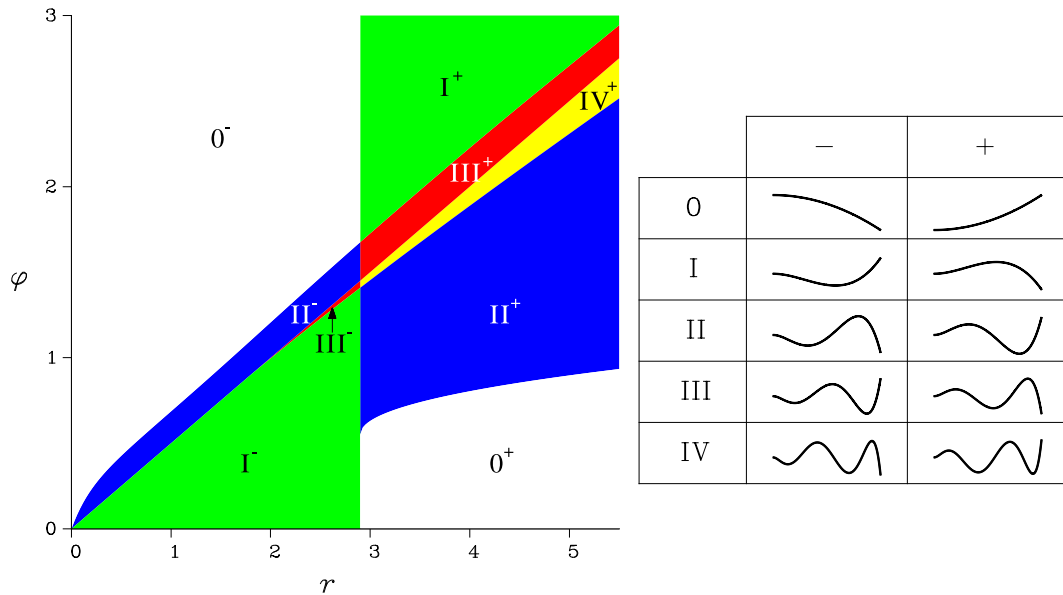 3
2
1
0
φ
0 1 2 3 4 5
r
0⁻
I⁺
IV⁺
III⁺
II⁻
III⁻
II⁺
I⁻
0⁺
− +
0
I
II
III
IV